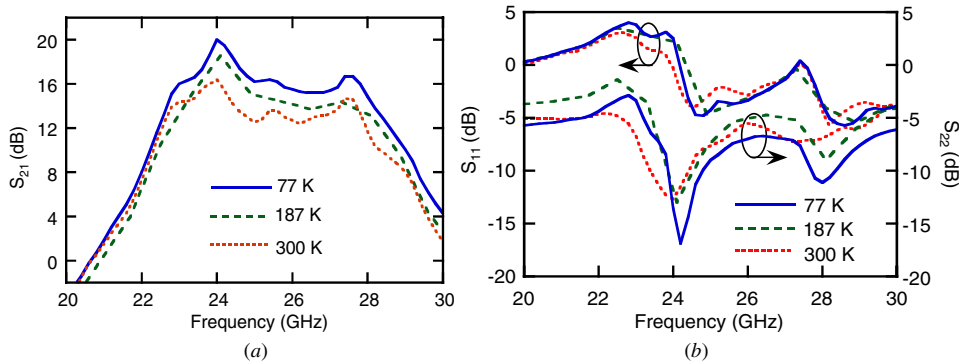 20
16
12
8
4
0
S21 (dB)
77 K
187 K
300 K
20 22 24 26 28 30
Frequency (GHz)
(a)
5
0
-5
-10
-15
-20
S11 (dB)
5
0
-5
-10
-15
-20
S22 (dB)
77 K
187 K
300 K
20 22 24 26 28 30
Frequency (GHz)
(b)